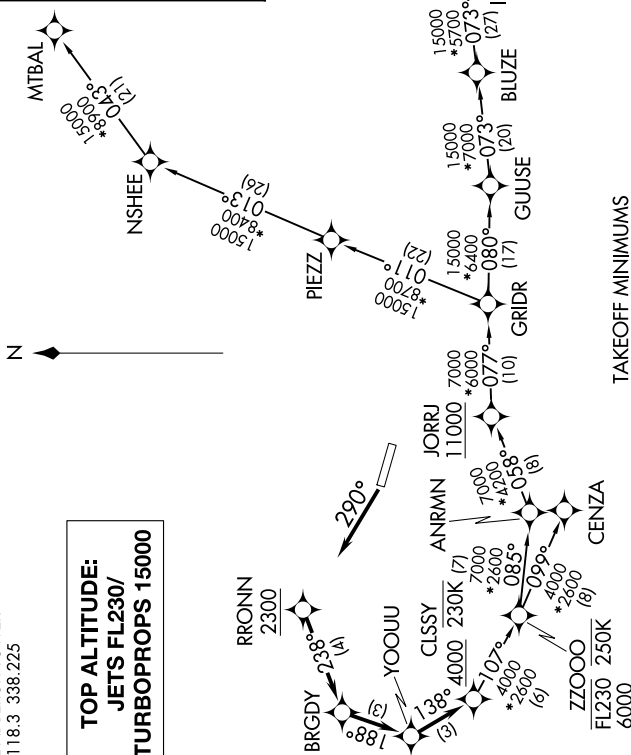 118.3 338.225
TOP ALTITUDE:
JETS FL230/
TURBOPROPS 15000
N
MTBAL
15000
*8900
043°
(21)
NSHEE
15000
*8400
013°
(26)
PIEZZ
15000
*8700
011°
(22)
15000
*5700
073°
(27)
BLUZE
15000
*7000
073°
(20)
GUUSE
15000
*6400
080°
(17)
GRIDR
7000
*6000
077°
(10)
JORRJ
11000
7000
*4200
058°
(8)
ANRMN
CENZA
7000
*2600
085°
(7)
099°
4000
*2600
(8)
290°
RRONN
2300
238°
(4)
BRGDY
188°
(3)
YOOUU
138°
(3)
CLSSY
4000
230K
107°
4000
*2600
(6)
ZZOOO
FL230
6000
250K
TAKEOFF MINIMUMS